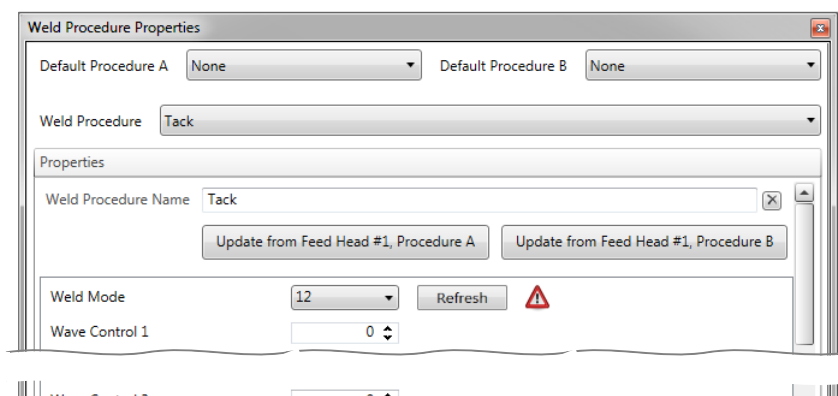 Weld Procedure Properties
Default Procedure A None Default Procedure B None
Weld Procedure Tack
Properties
Weld Procedure Name Tack
Update from Feed Head #1, Procedure A Update from Feed Head #1, Procedure B
Weld Mode 12 Refresh
Wave Control 1 0